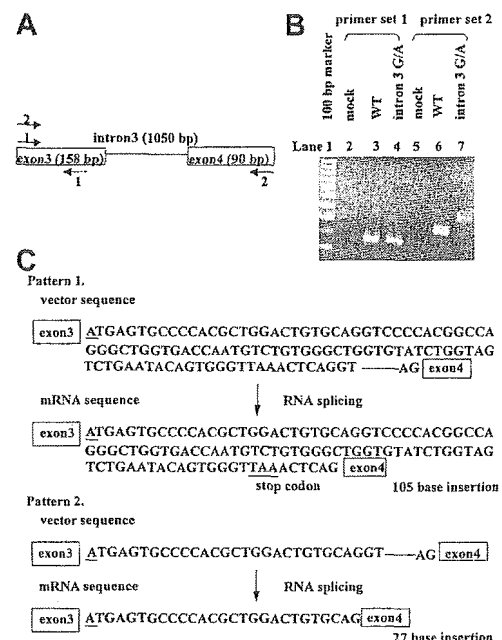 A
2
1
intron3 (1050 bp)
exon3 (158 bp)
exon4 (90 bp)
1
2
B
primer set 1 primer set 2
100 bp marker
mock
WT
intron 3 G/A
mock
WT
intron 3 G/A
Lane 1 2 3 4 5 6 7
C
Pattern 1.
vector sequence
exon3 ATGAGTGCCCCCACGCTGGACTGTGCAGGTCCCCACGGCCA
GGGCTGGTGACCAATGTCTGTGGGCTGGTGTATCTGGTAG
TCTGAATACAGTGGGTTAAACTCAGGT AG exon4
mRNA sequence RNA splicing
exon3 ATGAGTGCCCCCACGCTGGACTGTGCAGGTCCCCACGGCCA
GGGCTGGTGACCAATGTCTGTGGGCTGGTGTATCTGGTAG
TCTGAATACAGTGGGTTAAACTCAG exon4
stop codon 105 base insertion
Pattern 2.
vector sequence
exon3 ATGAGTGCCCCCACGCTGGACTGTGCAGGT AG exon4
mRNA sequence RNA splicing
exon3 ATGAGTGCCCCCACGCTGGACTGTGCAG exon4
27 base insertion